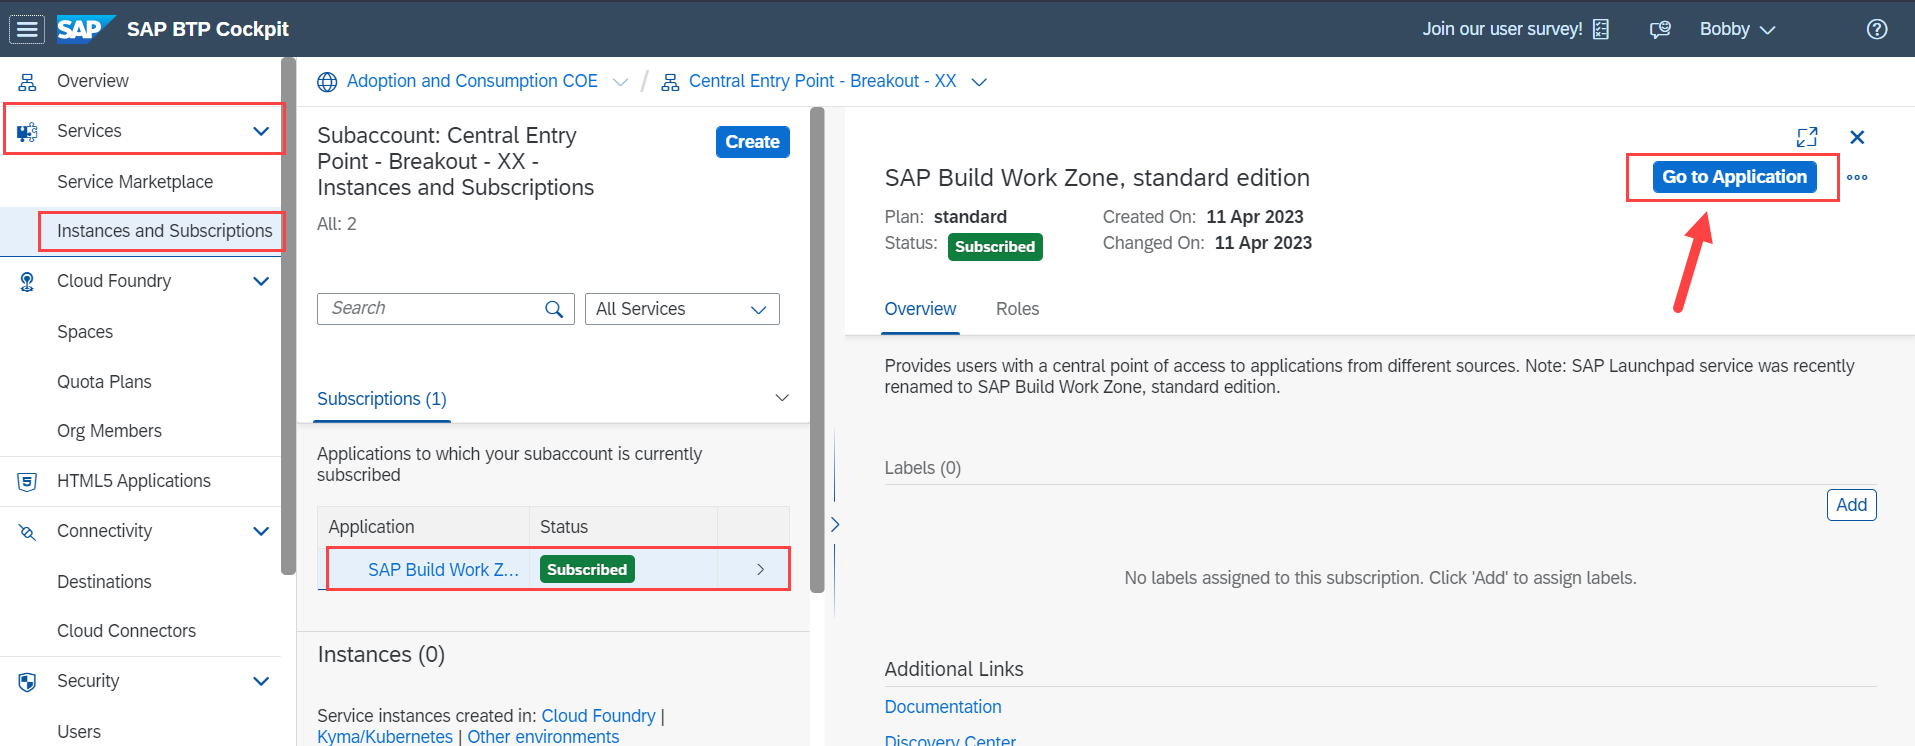 SAP SAP BTP Cockpit
Join our user survey!
Bobby
Overview
Services
Service Marketplace
Instances and Subscriptions
Cloud Foundry
Spaces
Quota Plans
Org Members
HTML5 Applications
Connectivity
Destinations
Cloud Connectors
Security
Users
Adoption and Consumption COE / Central Entry Point - Breakout - XX
Subaccount: Central Entry
Point - Breakout - XX -
Instances and Subscriptions
Create
All: 2
Search
All Services
Subscriptions (1)
Applications to which your subaccount is currently
subscribed
Application Status
SAP Build Work Z... Subscribed
Instances (0)
Service instances created in: Cloud Foundry |
Kyma/Kubernetes | Other environments
SAP Build Work Zone, standard edition
Go to Application
Plan: standard Created On: 11 Apr 2023
Status: Subscribed Changed On: 11 Apr 2023
Overview Roles
Provides users with a central point of access to applications from different sources. Note: SAP Launchpad service was recently
renamed to SAP Build Work Zone, standard edition.
Labels (0)
Add
No labels assigned to this subscription. Click 'Add' to assign labels.
Additional Links
Documentation
Discovery Center